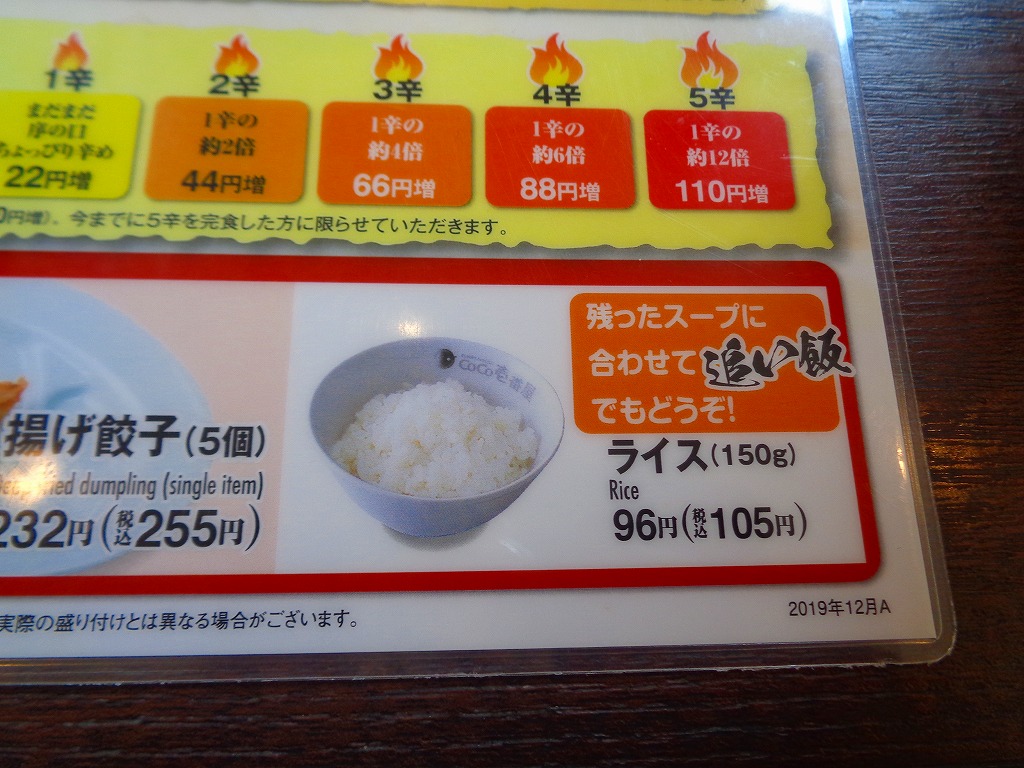 1辛
2辛
3辛
4辛
5辛
まだまだ
序の口
ちょっぴり辛め
22円増
1辛の
約2倍
44円増
1辛の
約4倍
66円増
1辛の
約6倍
88円増
1辛の
約12倍
110円増
0円増)、今までに5辛を完食した方に限らせていただきます。
揚げ餃子(5個)
fried dumpling (single item)
232円(税込255円)
CoCo壱番屋
残ったスープに
合わせて追い飯
でもどうぞ!
ライス(150g)
Rice
96円(税込105円)
実際の盛り付けとは異なる場合がございます。
2019年12月A